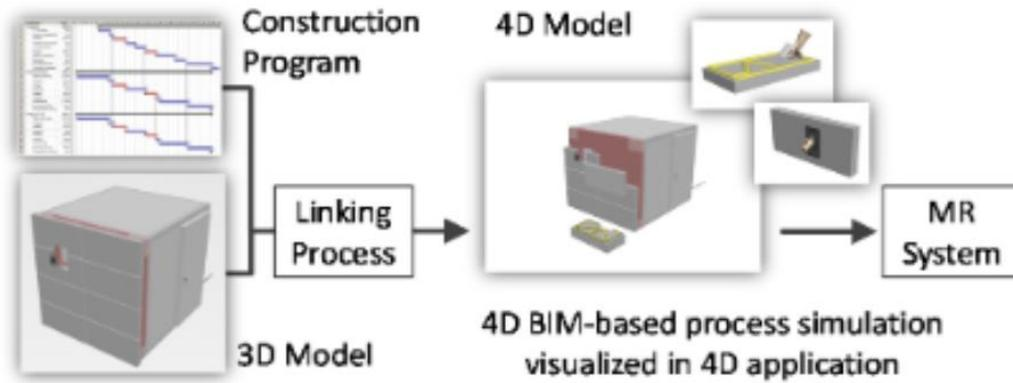 Construction
Program
4D Model
Linking
Process
MR
System
3D Model
4D BIM-based process simulation
visualized in 4D application